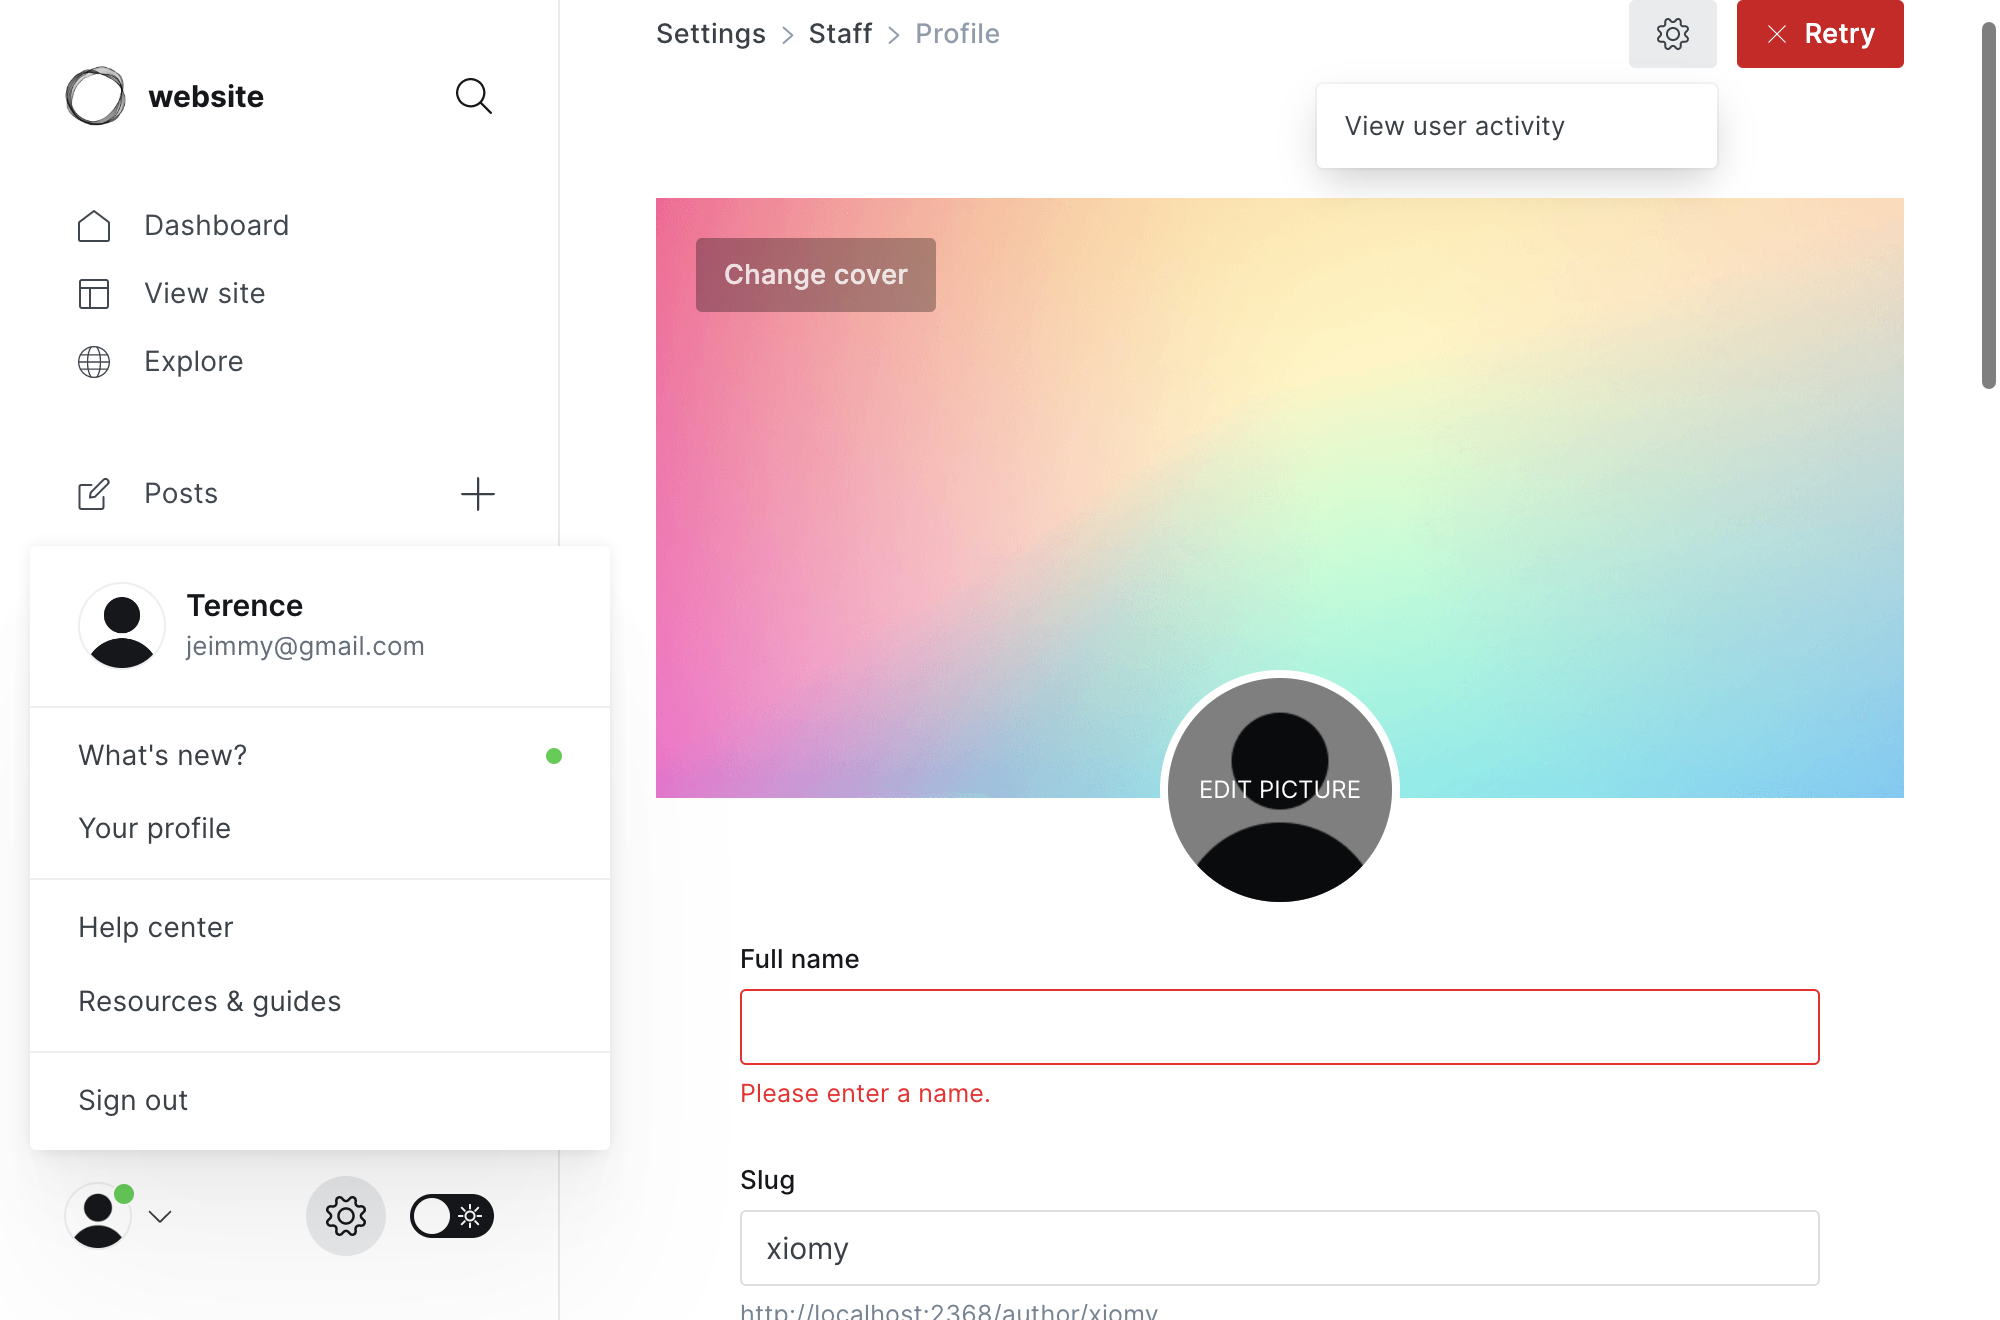 website
Dashboard
View site
Explore
Posts
Terence
jeimmy@gmail.com
What's new?
Your profile
Help center
Resources & guides
Sign out
Settings > Staff > Profile
Retry
View user activity
Change cover
EDIT PICTURE
Full name
Please enter a name.
Slug
xiomy
http://localhost:2368/author/xiomy